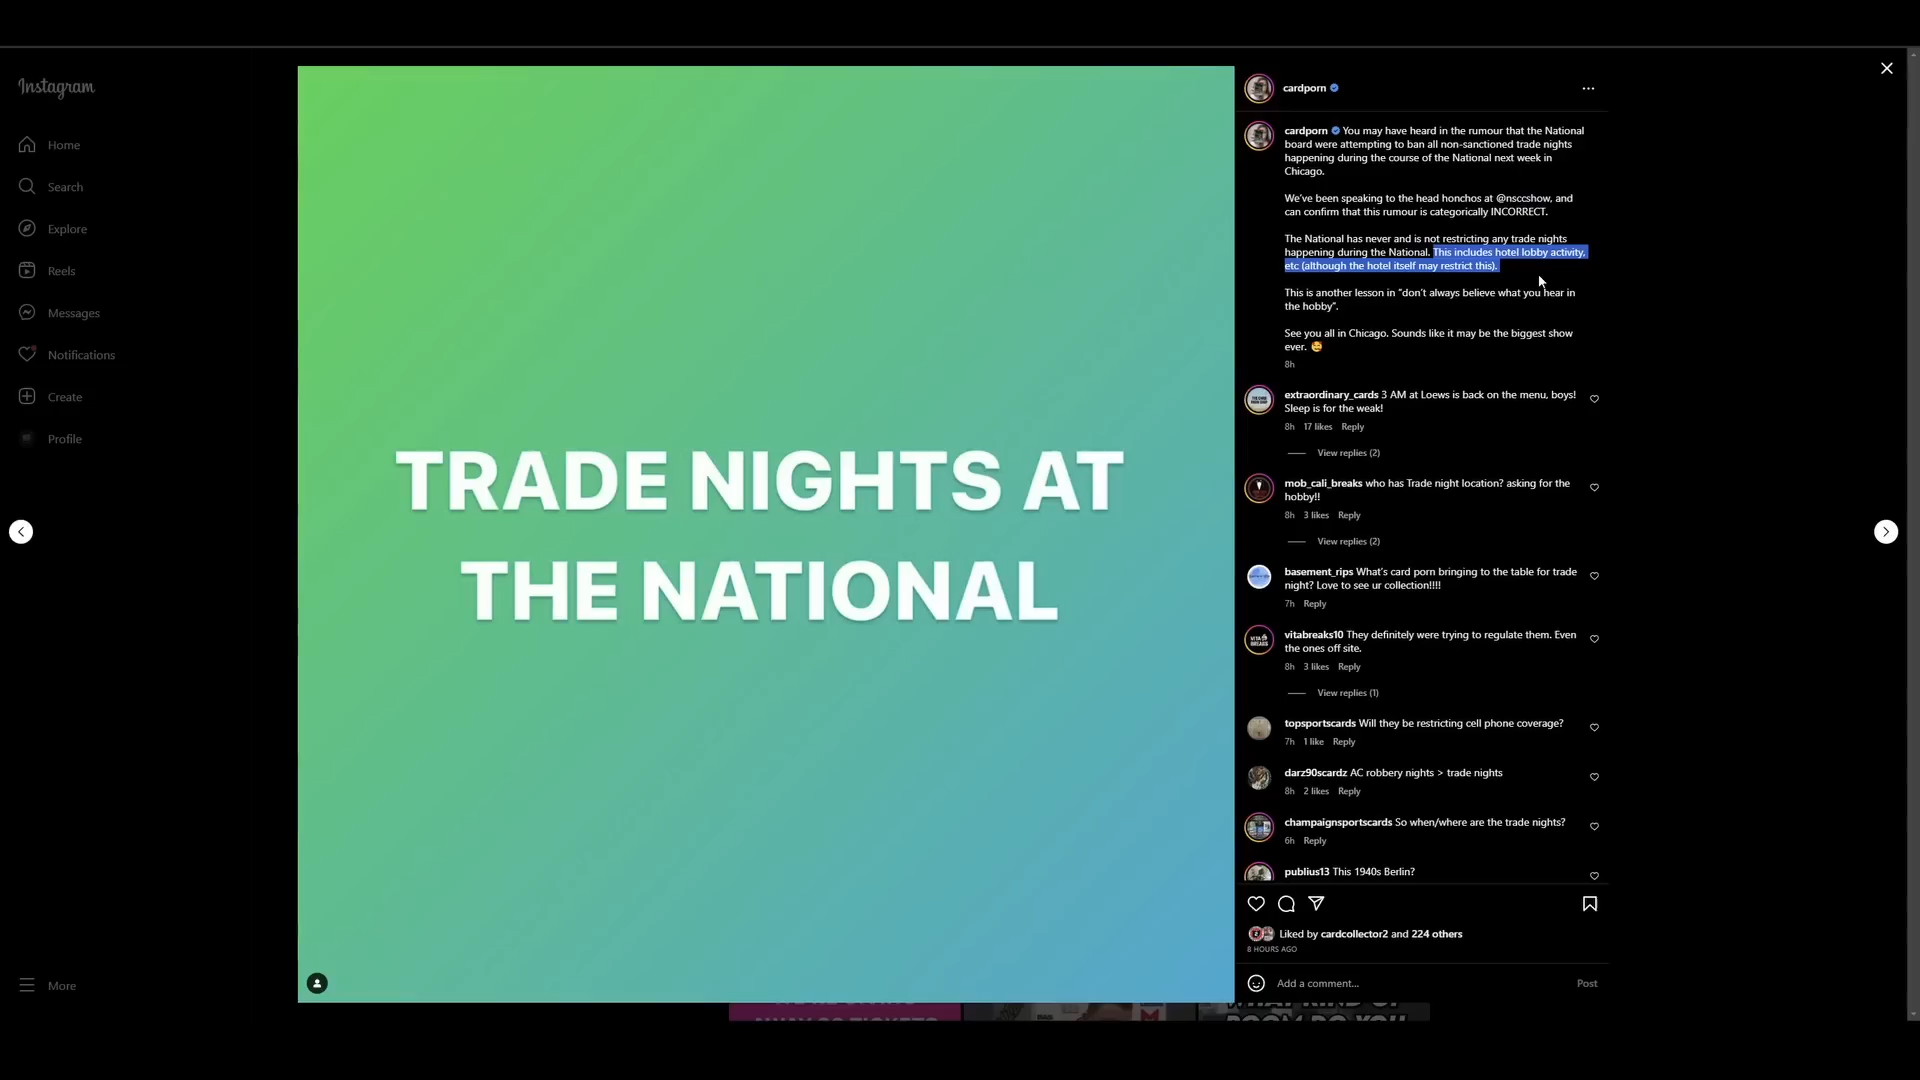 Instagram
Home
Search
Explore
Reels
Messages
Notifications
Create
Profile
More
TRADE NIGHTS AT
THE NATIONAL
cardporn
cardporn You may have heard in the rumour that the National
board were attempting to ban all non-sanctioned trade nights
happening during the course of the National next week in
Chicago.
We've been speaking to the head honchos at @nsccshow, and
can confirm that this rumour is categorically INCORRECT.
The National has never and is not restricting any trade nights
happening during the National. This includes hotel lobby activity,
etc (although the hotel itself may restrict this).
This is another lesson in “don't always believe what you hear in
the hobby”.
See you all in Chicago. Sounds like it may be the biggest show
ever.
8h
extraordinary_cards 3 AM at Loews is back on the menu, boys!
Sleep is for the weak!
8h 17 likes Reply
View replies (2)
mob_cali_breaks who has Trade night location? asking for the
hobby!!
8h 3 likes Reply
View replies (2)
basement_rips What's card porn bringing to the table for trade
night? Love to see ur collection!!!!
7h Reply
vitabreaks10 They definitely were trying to regulate them. Even
the ones off site.
8h 3 likes Reply
View replies (1)
topsportscards Will they be restricting cell phone coverage?
7h 1 like Reply
darz90scardz AC robbery nights > trade nights
8h 2 likes Reply
champaignsportscards So when/where are the trade nights?
6h Reply
publius13 This 1940s Berlin?
Liked by cardcollector2 and 224 others
8 HOURS AGO
Add a comment...
Post